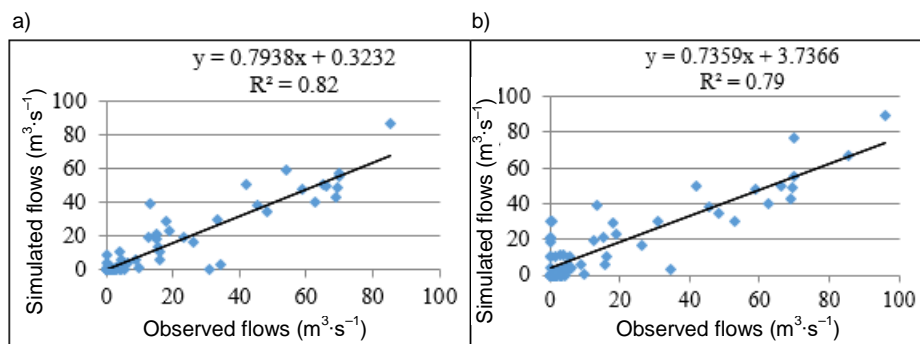 a)
y = 0.7938x + 0.3232
R² = 0.82
Simulated flows (m³·s⁻¹)
100
80
60
40
20
0
0 20 40 60 80 100
Observed flows (m³·s⁻¹)
b)
y = 0.7359x + 3.7366
R² = 0.79
Simulated flows (m³·s⁻¹)
100
80
60
40
20
0
0 20 40 60 80 100
Observed flows (m³·s⁻¹)